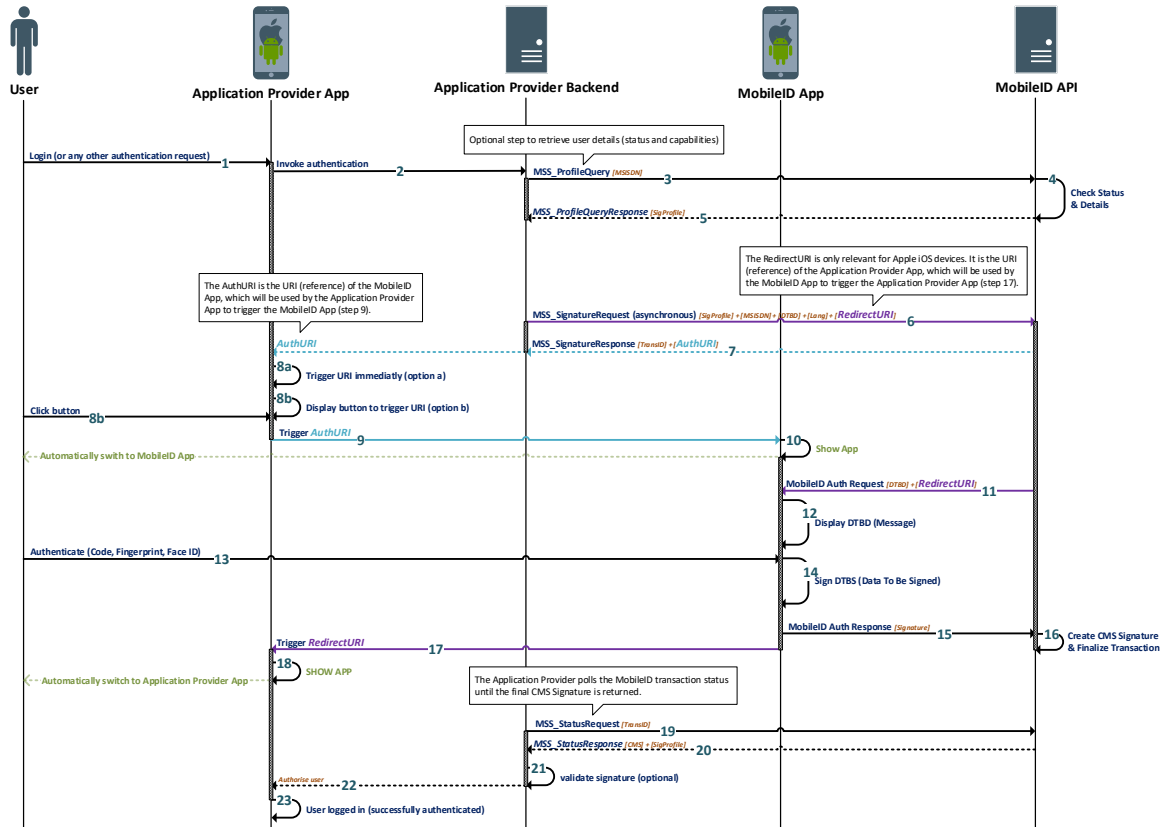 User
Application Provider App
Application Provider Backend
MobileID App
MobileID API
Optional step to retrieve user details (status and capabilities)
Login (or any other authentication request)
1
Invoke authentication
2
MSS_ProfileQuery [MSISDN]
3
4
Check Status
& Details
MSS_ProfileQueryResponse [SigProfile]
5
The RedirectURI is only relevant for Apple iOS devices. It is the URI
(reference) of the Application Provider App, which will be used by
the MobileID App to trigger the Application Provider App (step 17).
The AuthURI is the URI (reference) of the MobileID
App, which will be used by the Application Provider
App to trigger the MobileID App (step 9).
MSS_SignatureRequest (asynchronous) [SigProfile] +[MSISDN] + [DTBD] +[Lang] +[RedirectURI]
6
AuthURI
MSS_SignatureResponse [TransID] +[AuthURI]
7
8a
Trigger URI immediatly (option a)
8b
Display button to trigger URI (option b)
Click button
8b
Trigger AuthURI
9
10
Show App
Automatically swith to MobileID App
MobileID Auth Request [DTBD] +[RedirectURI]
11
12
Display DTBD (Message)
Authenticate (Code, Fingerprint, Face ID)
13
14
Sign DTBS (Data To Be Signed)
MobileID Auth Response [Signature]
15
16
Create CMS Signature
& Finalize Transaction
Trigger RedirectURI
17
18
SHOW APP
Automatically switch to Application Provider App
The Application Provider polls the MobileID transaction status
until the final CMS Signature is returned.
MSS_StatusRequest [TransID]
19
MSS_StatusResponse [CMS] +[SigProfile]
20
21
validate signature (optional)
Authorise user
22
23
User logged in (successfully authenticated)